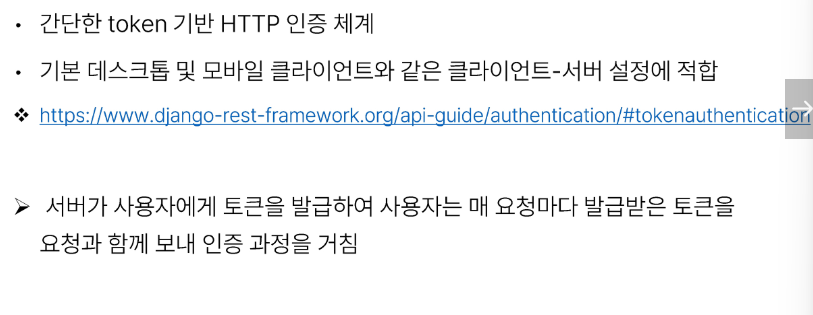 • 간단한 token 기반 HTTP 인증 체계
• 기본 데스크톱 및 모바일 클라이언트와 같은 클라이언트-서버 설정에 적합
❖ https://www.django-rest-framework.org/api-guide/authentication/#tokenauthentication
➢ 서버가 사용자에게 토큰을 발급하여 사용자는 매 요청마다 발급받은 토큰을
요청과 함께 보내 인증 과정을 거침